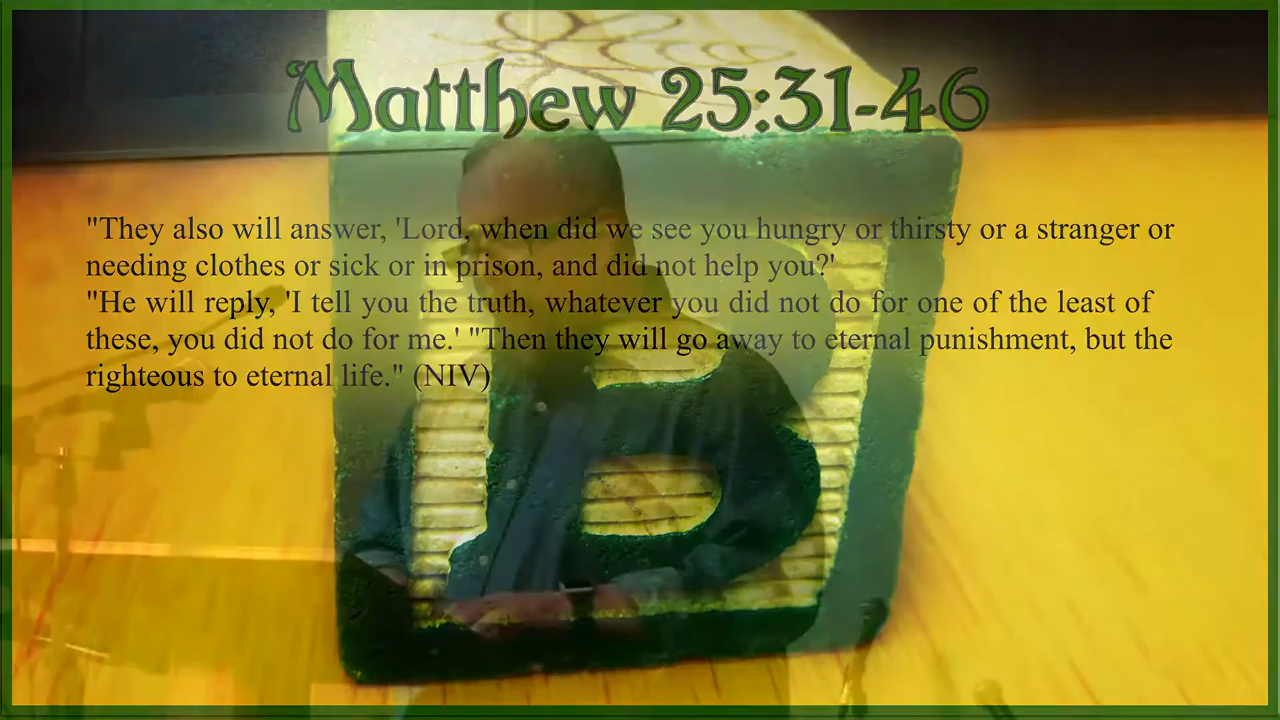 Matthew 25:31-46
"They also will answer, 'Lord, when did we see you hungry or thirsty or a stranger or
needing clothes or sick or in prison, and did not help you?'
"He will reply, 'I tell you the truth, whatever you did not do for one of the least of
these, you did not do for me.' "Then they will go away to eternal punishment, but the
righteous to eternal life." (NIV)
B